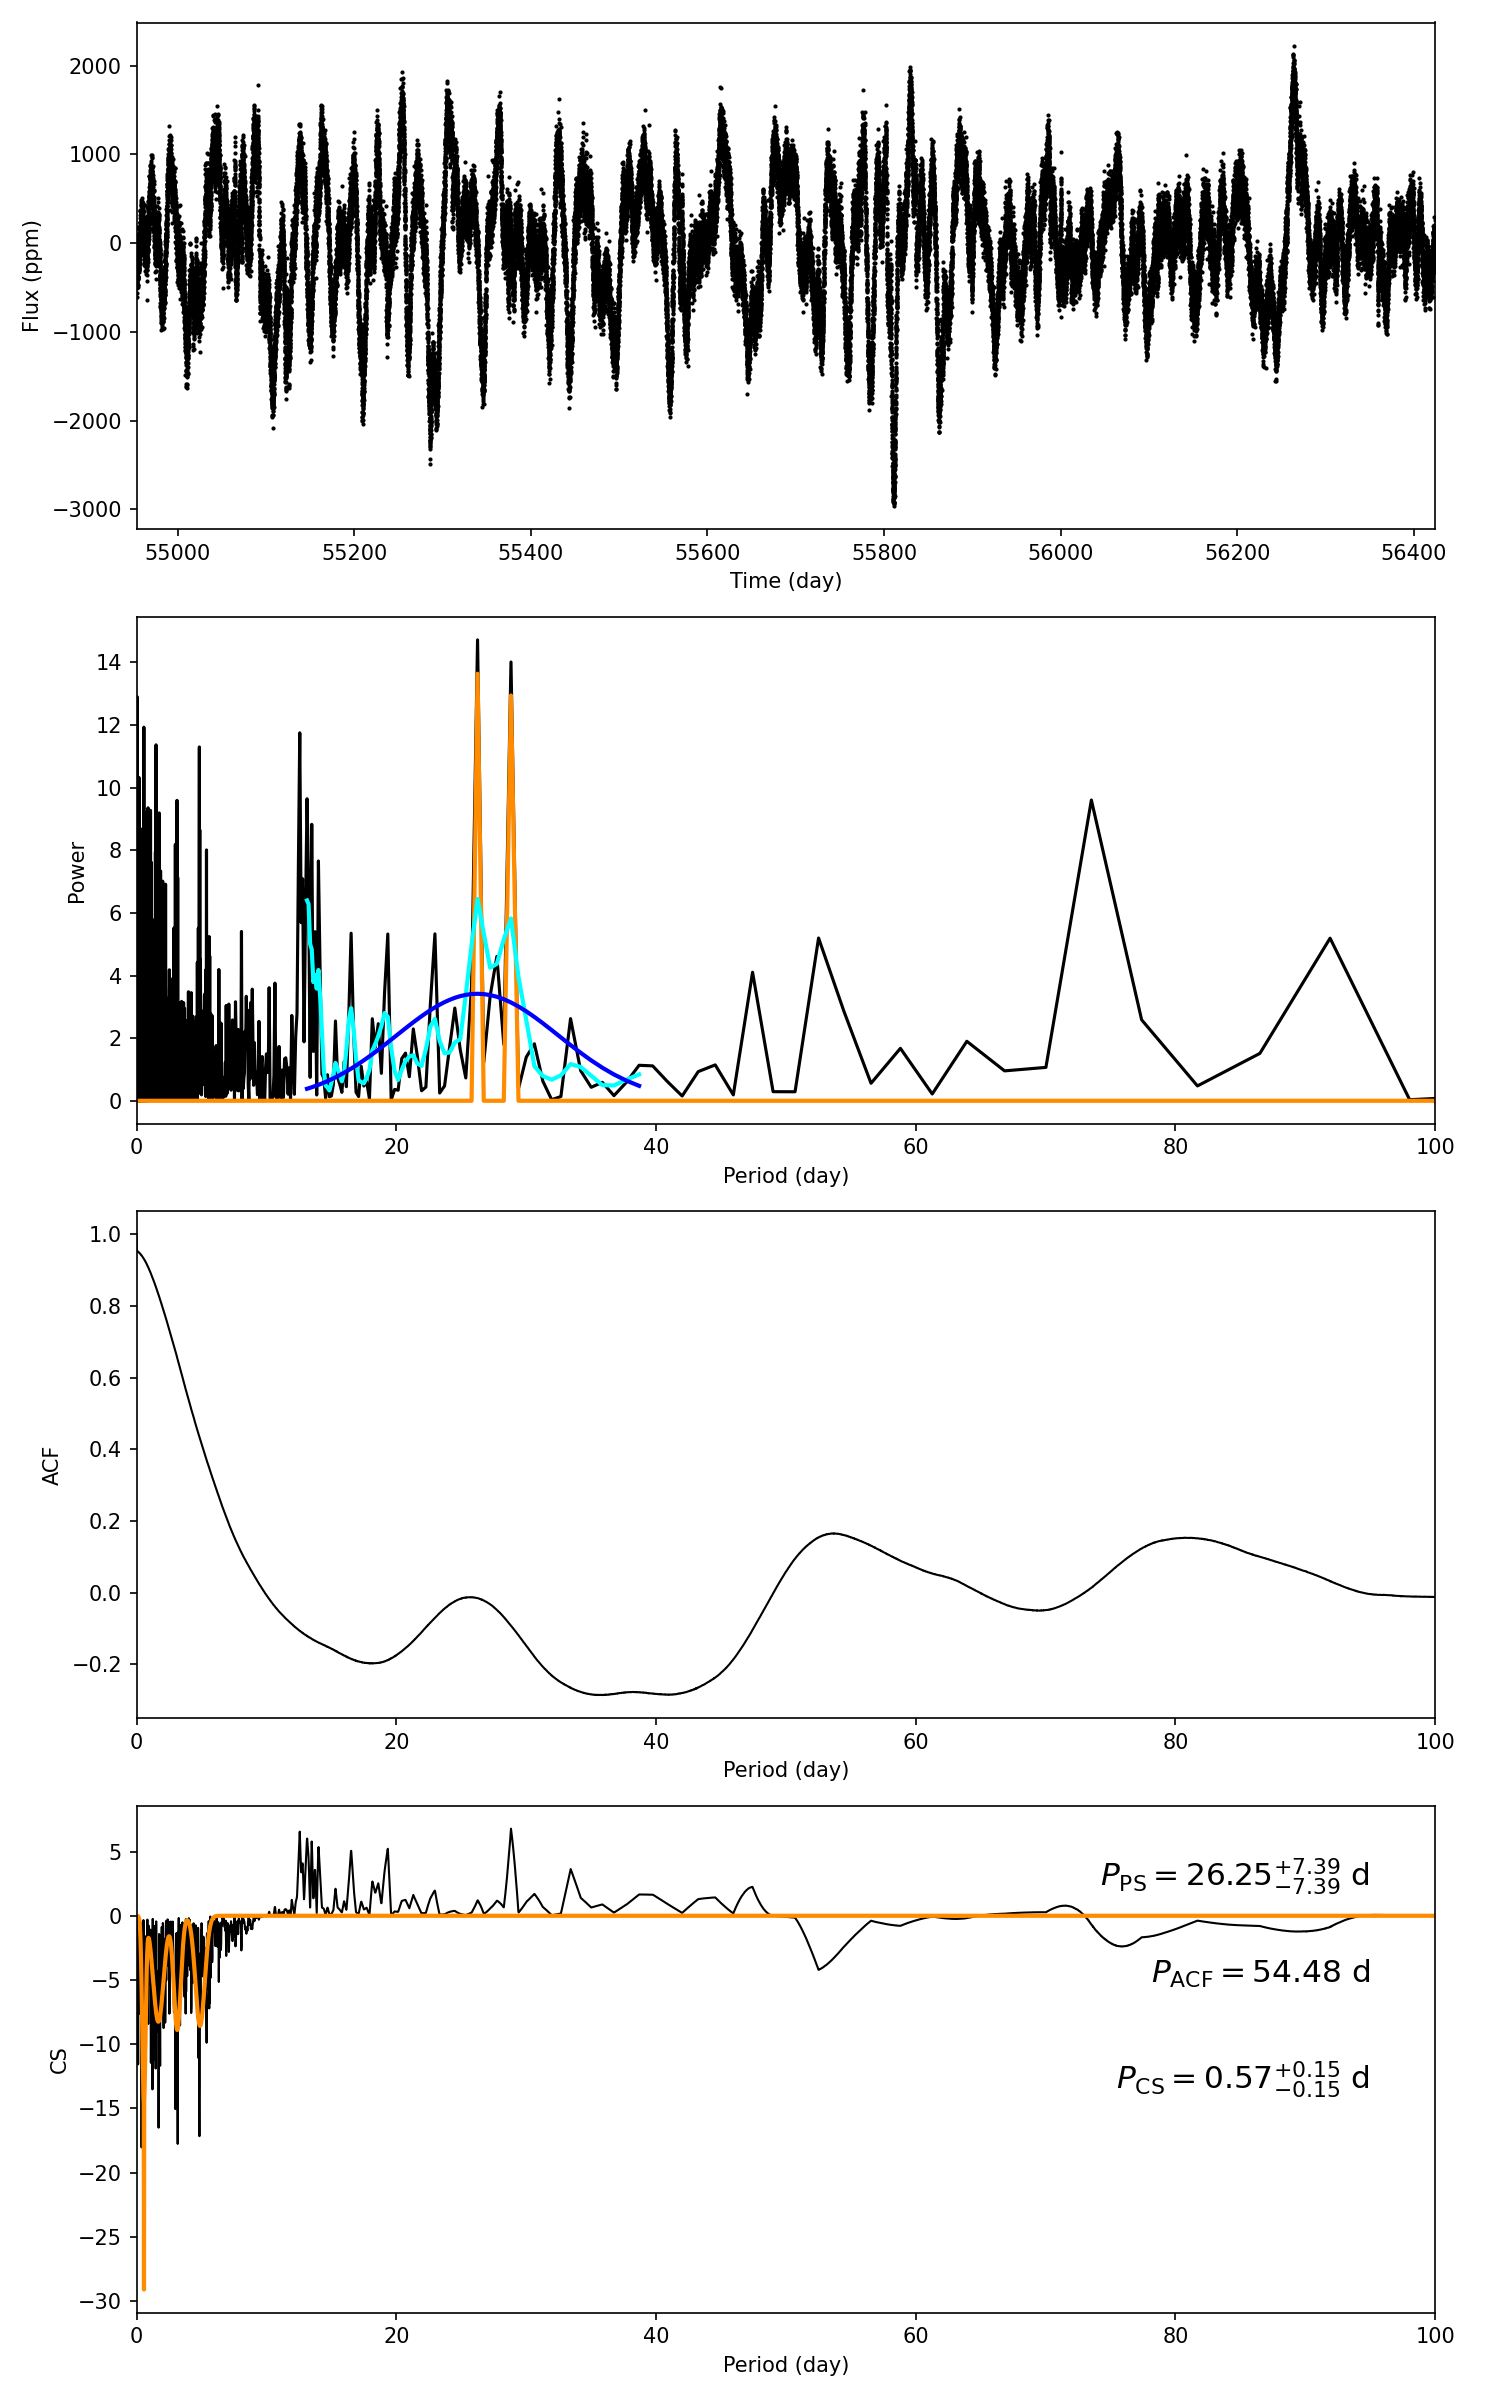 2000
1000
0
−1000
−2000
−3000
Flux (ppm)
55000 55200 55400 55600 55800 56000 56200 56400
Time (day)
14
12
10
8
6
4
2
0
Power
0 20 40 60 80 100
Period (day)
1.0
0.8
0.6
0.4
0.2
0.0
−0.2
ACF
0 20 40 60 80 100
Period (day)
5
0
−5
−10
−15
−20
−25
−30
CS
P_PS = 26.25^{+7.39}_{−7.39} d
P_ACF = 54.48 d
P_CS = 0.57^{+0.15}_{−0.15} d
0 20 40 60 80 100
Period (day)